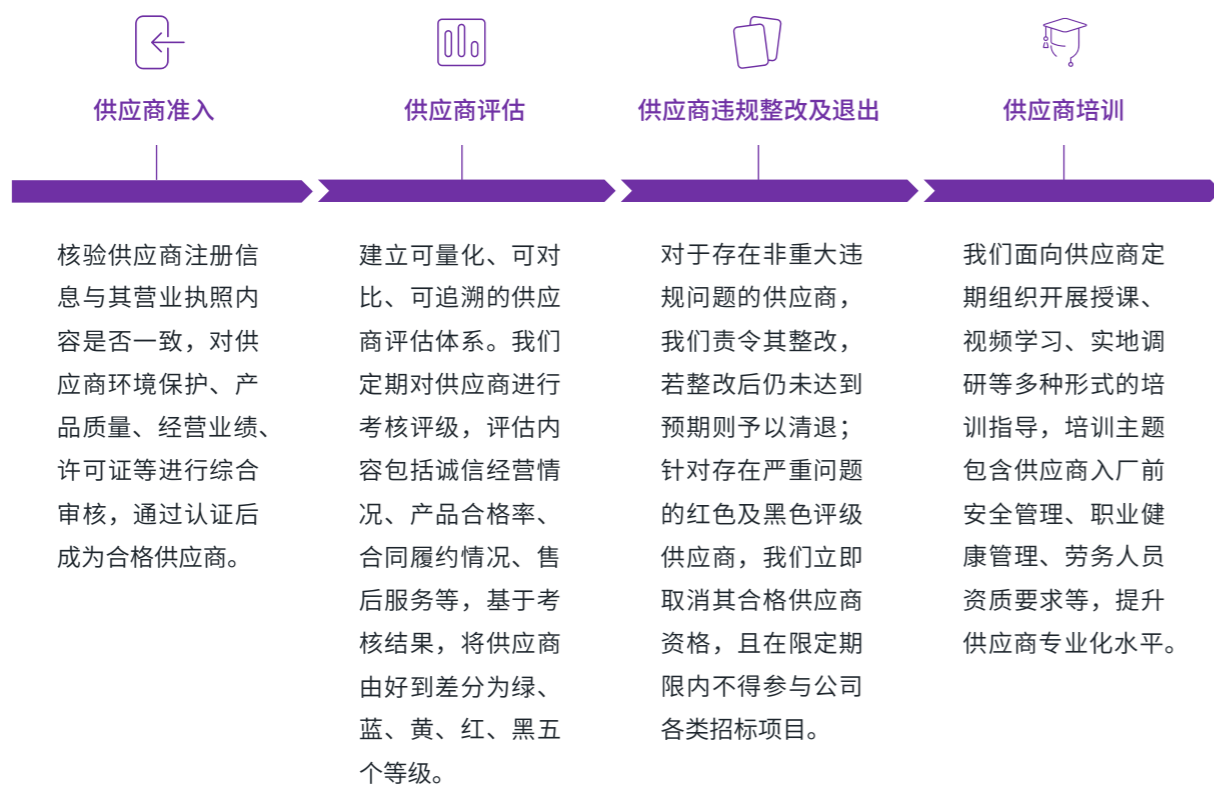 供应商准入
核验供应商注册信
息与其营业执照内
容是否一致，对供
应商环境保护、产
品质量、经营业绩、
许可证等进行综合
审核，通过认证后
成为合格供应商。
供应商评估
建立可量化、可对
比、可追溯的供应
商评估体系。我们
定期对供应商进行
考核评级，评估内
容包括诚信经营情
况、产品合格率、
合同履约情况、售
后服务等，基于考
核结果，将供应商
由好到差分为绿、
蓝、黄、红、黑五
个等级。
供应商违规整改及退出
对于存在非重大违
规问题的供应商，
我们责令其整改，
若整改后仍未达到
预期则予以清退；
针对存在严重问题
的红色及黑色评级
供应商，我们立即
取消其合格供应商
资格，且在限定期
限内不得参与公司
各类招标项目。
供应商培训
我们面向供应商定
期组织开展授课、
视频学习、实地调
研等多种形式的培
训指导，培训主题
包含供应商入厂前
安全管理、职业健
康管理、劳务人员
资质要求等，提升
供应商专业化水平。